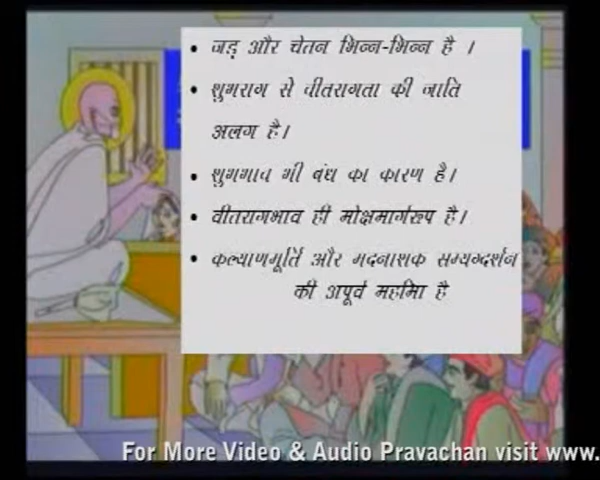 • जड़ और चेतन भिन्न-भिन्न है ।
• शुभराग से वीतरागता की जाति
अलग है।
• शुभभाव भी बंध का कारण है।
• वीतरागभाव ही मोक्षमार्गरूप है।
• कल्याणमूर्ति और मदनाशक सम्यग्दर्शन
की अपूर्व महिमा है
For More Video & Audio Pravachan visit www.